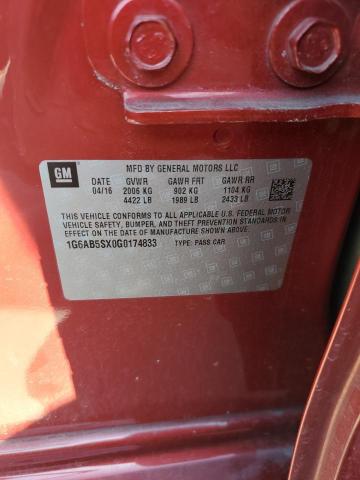 GM
MFD BY GENERAL MOTORS LLC
DATE GVWR GAWR FRT GAWR RR
04/16 2006 KG 902 KG 1104 KG
4422 LB 1989 LB 2433 LB
THIS VEHICLE CONFORMS TO ALL APPLICABLE U.S. FEDERAL MOTOR
VEHICLE SAFETY, BUMPER, AND THEFT PREVENTION STANDARDS IN
EFFECT ON THE DATE OF MANUFACTURE SHOWN ABOVE.
1G6AB5SX0G0174833 TYPE: PASS CAR